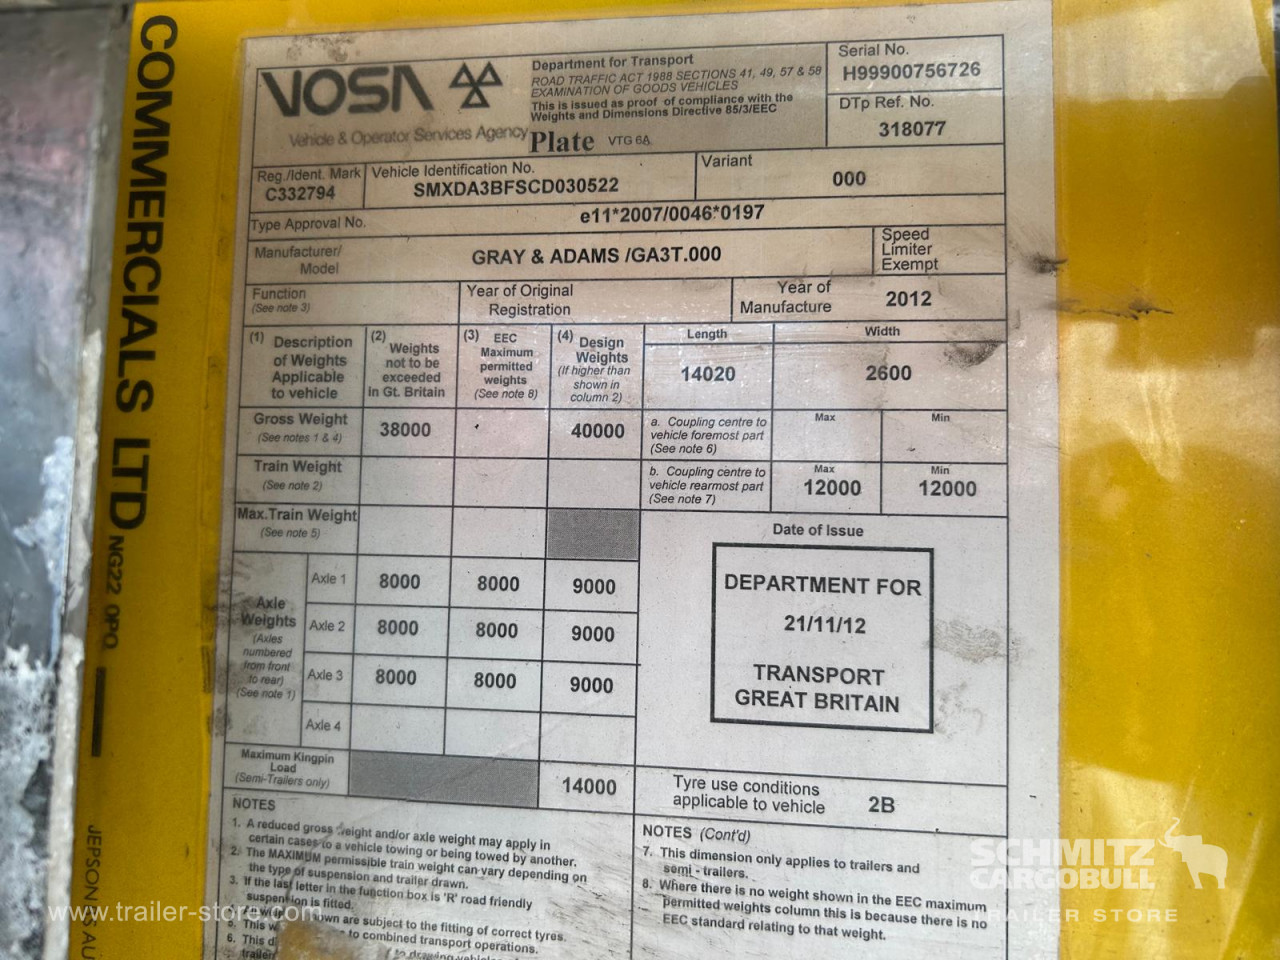 COMMERCIALS LTD NG22 0PQ
VOSA
Vehicle & Operator Services Agency
Department for Transport
ROAD TRAFFIC ACT 1988 SECTIONS 41, 49, 57 & 58
EXAMINATION OF GOODS VEHICLES
This is issued as proof of compliance with the
Weights and Dimensions Directive 85/3/EEC
Plate VTG 6A
Serial No.
H99900756726
DTp Ref. No.
318077
Reg./Ident. Mark
C332794
Vehicle Identification No.
SMXDA3BFSCD030522
Variant
000
Type Approval No.
e11*2007/0046*0197
Manufacturer/
Model
GRAY & ADAMS /GA3T.000
Speed
Limiter
Exempt
Function
(See note 3)
Year of Original
Registration
Year of
Manufacture
2012
(1) Description
of Weights
Applicable
to vehicle
(2) Weights
not to be
exceeded
in Gt. Britain
(3) EEC
Maximum
permitted
weights
(See note 8)
(4) Design
Weights
(If higher than
shown in
column 2)
Length
14020
Width
2600
Gross Weight
(See notes 1 & 4)
38000
40000
a. Coupling centre to
vehicle foremost part
(See note 6)
Max
Min
Train Weight
(See note 2)
b. Coupling centre to
vehicle rearmost part
(See note 7)
Max
12000
Min
12000
Max.Train Weight
(See note 5)
Axle
Weights
(Axles
numbered
from front
to rear)
(See note 1)
Axle 1 8000 8000 9000
Axle 2 8000 8000 9000
Axle 3 8000 8000 9000
Axle 4
Date of Issue
DEPARTMENT FOR
21/11/12
TRANSPORT
GREAT BRITAIN
Maximum Kingpin
Load
(Semi-Trailers only)
14000
Tyre use conditions
applicable to vehicle
2B
NOTES
1. A reduced gross weight and/or axle weight may apply in
certain cases to a vehicle towing or being towed by another.
2. The MAXIMUM permissible train weight can vary depending on
the type of suspension and trailer drawn.
3. If the last letter in the function box is 'R' road friendly
suspension is fitted.
shown are subject to the fitting of correct tyres.
5. This to combined transport operations.
6. This to drawing
NOTES (Cont'd)
7. This dimension only applies to trailers and
semi - trailers.
8. Where there is no weight shown in the EEC maximum
permitted weights column this is because there is no
EEC standard relating to that weight.
SCHMITZ
CARGOBULL
TRAILER STORE
www.trailer-store.com